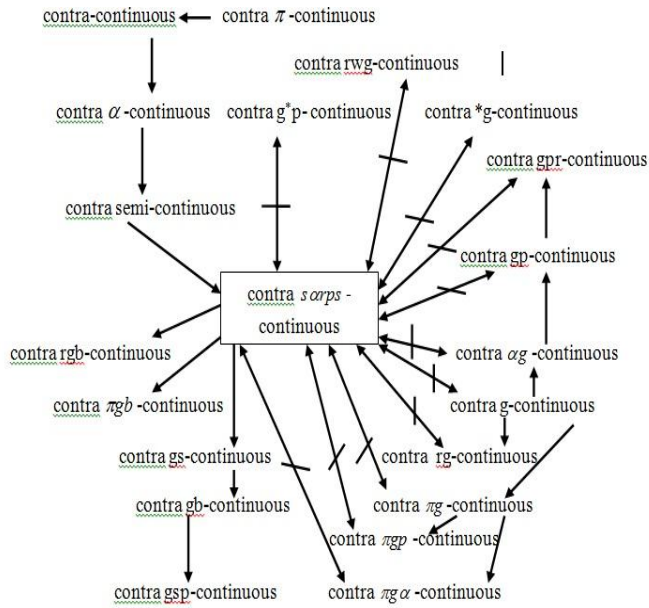 contra-continuous
contra π -continuous
contra rwg-continuous
contra α -continuous
contra g*p- continuous
contra *g-continuous
contra gpr-continuous
contra semi-continuous
contra gp-continuous
contra sαrps -
continuous
contra rgb-continuous
contra αg -continuous
contra πgb -continuous
contra g-continuous
contra gs-continuous
contra rg-continuous
contra gb-continuous
contra πg -continuous
contra πgp -continuous
contra gsp-continuous
contra πgα -continuous